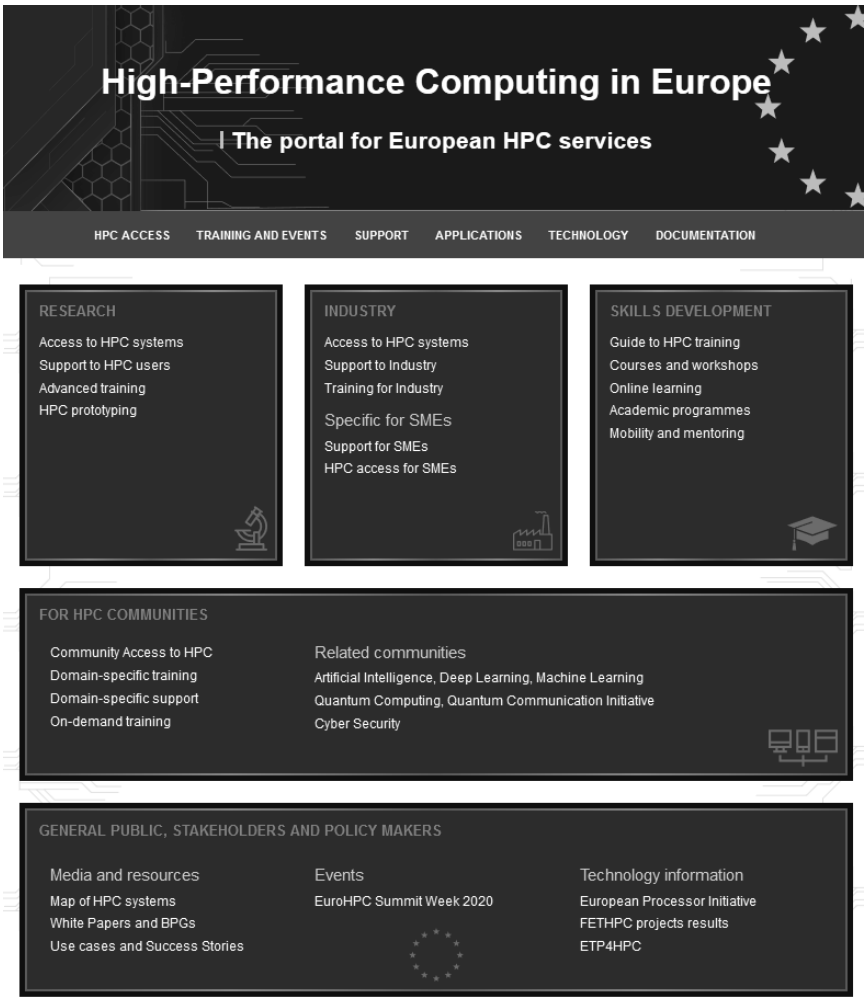 High-Performance Computing in Europe
| The portal for European HPC services
HPC ACCESS TRAINING AND EVENTS SUPPORT APPLICATIONS TECHNOLOGY DOCUMENTATION
RESEARCH
Access to HPC systems
Support to HPC users
Advanced training
HPC prototyping
INDUSTRY
Access to HPC systems
Support to Industry
Training for Industry
Specific for SMEs
Support for SMEs
HPC access for SMEs
SKILLS DEVELOPMENT
Guide to HPC training
Courses and workshops
Online learning
Academic programmes
Mobility and mentoring
FOR HPC COMMUNITIES
Community Access to HPC
Domain-specific training
Domain-specific support
On-demand training
Related communities
Artificial Intelligence, Deep Learning, Machine Learning
Quantum Computing, Quantum Communication Initiative
Cyber Security
GENERAL PUBLIC, STAKEHOLDERS AND POLICY MAKERS
Media and resources
Map of HPC systems
White Papers and BPGs
Use cases and Success Stories
Events
EuroHPC Summit Week 2020
Technology information
European Processor Initiative
FETHPC projects results
ETP4HPC